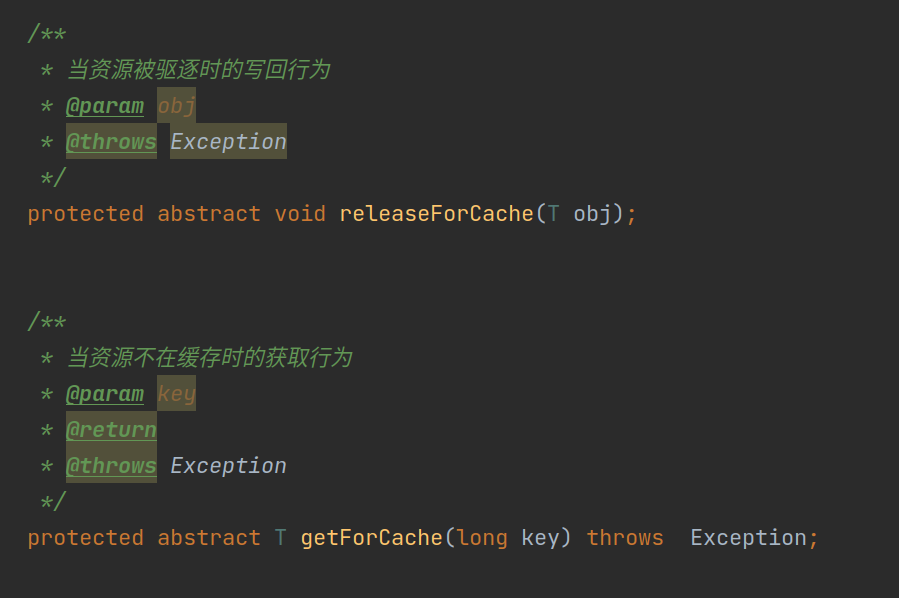 /**
* 当资源被驱逐时的写回行为
* @param obj
* @throws Exception
*/
protected abstract void releaseForCache(T obj);
/**
* 当资源不在缓存时的获取行为
* @param key
* @return
* @throws Exception
*/
protected abstract T getForCache(long key) throws  Exception;